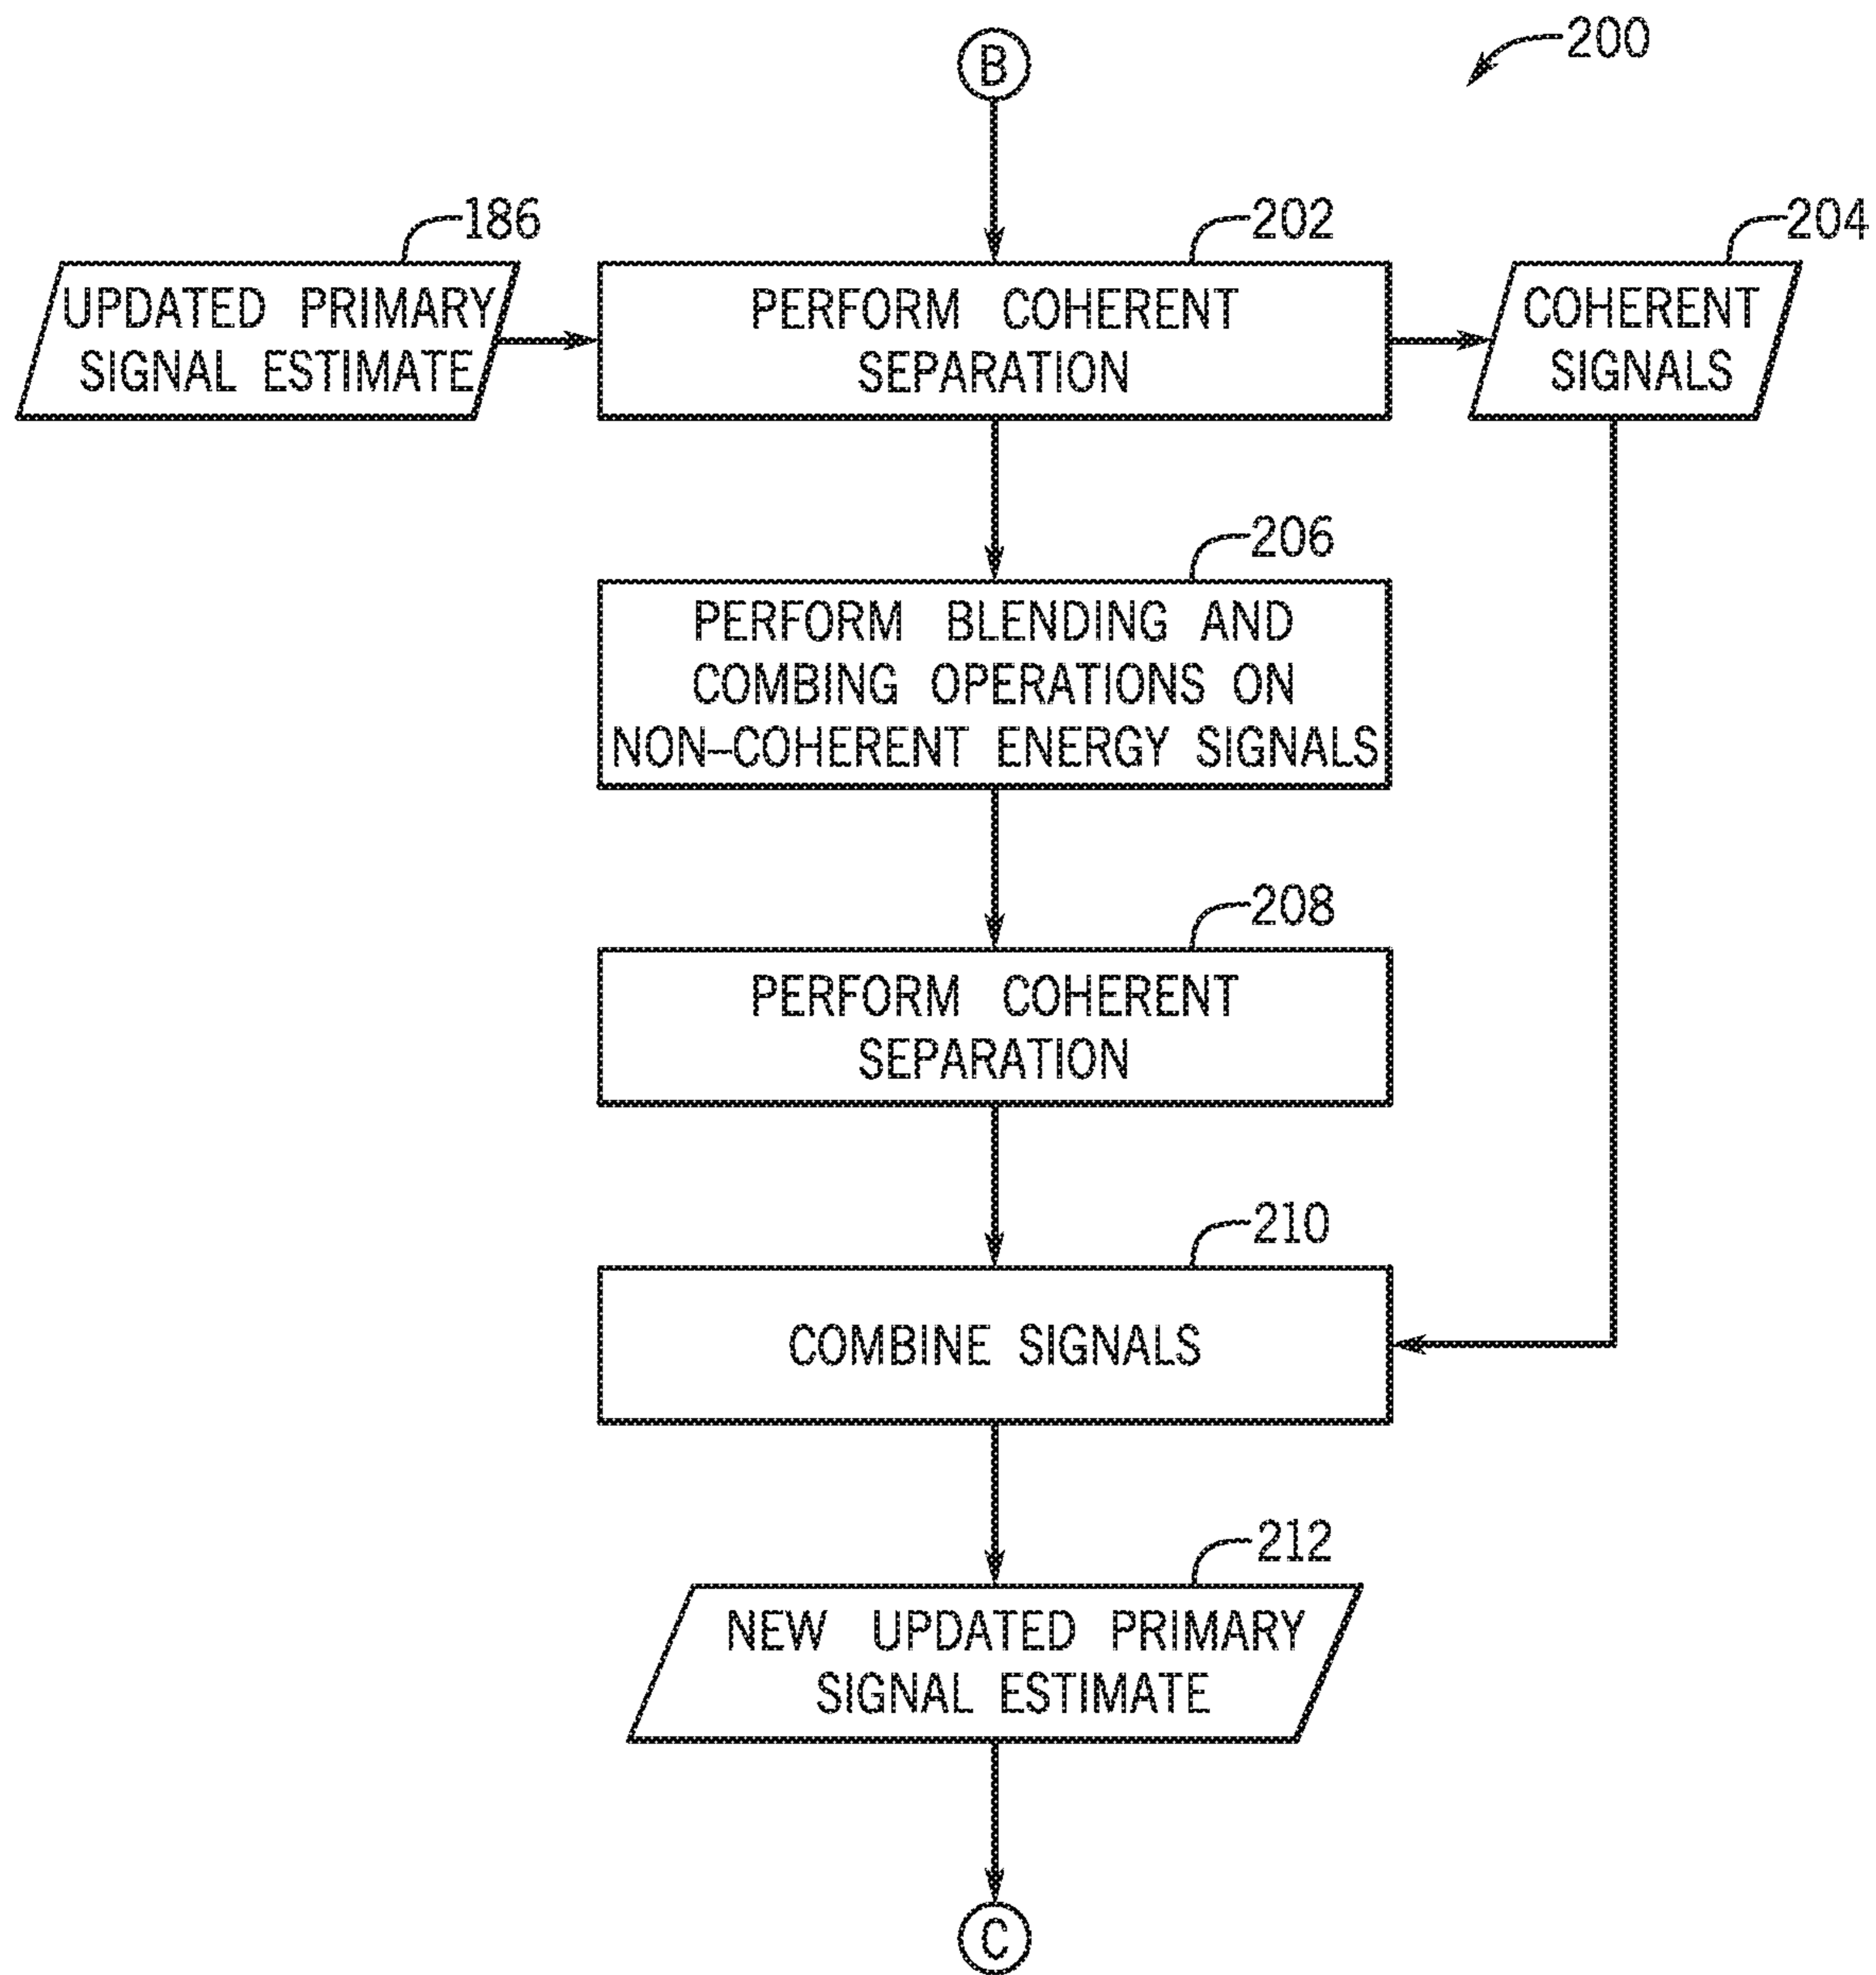 B
200
186
202
204
UPDATED PRIMARY
SIGNAL ESTIMATE
PERFORM COHERENT
SEPARATION
COHERENT
SIGNALS
206
PERFORM BLENDING AND
COMBING OPERATIONS ON
NON-COHERENT ENERGY SIGNALS
208
PERFORM COHERENT
SEPARATION
210
COMBINE SIGNALS
212
NEW UPDATED PRIMARY
SIGNAL ESTIMATE
C